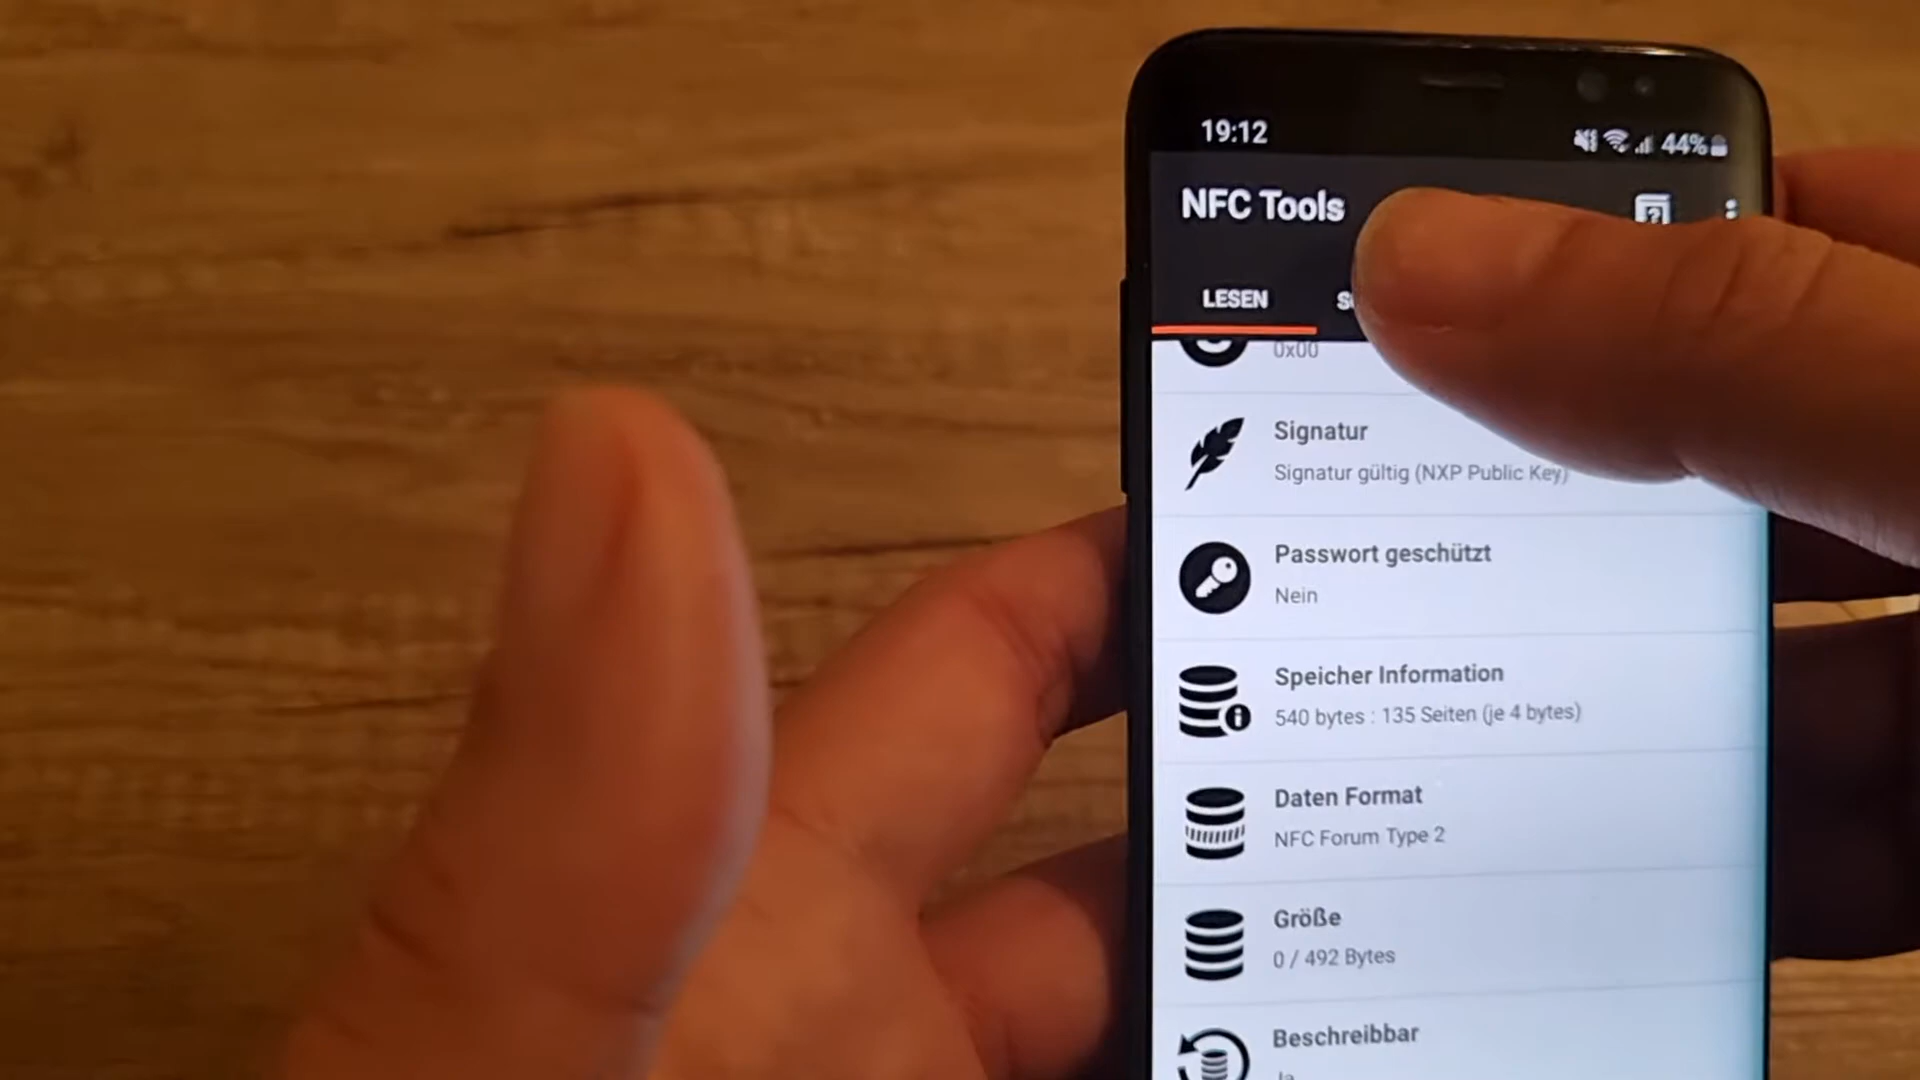 19:12
44%
NFC Tools
LESEN
0x00
Signatur
Signatur gültig (NXP Public Key)
Passwort geschützt
Nein
Speicher Information
540 bytes : 135 Seiten (je 4 bytes)
Daten Format
NFC Forum Type 2
Größe
0 / 492 Bytes
Beschreibbar